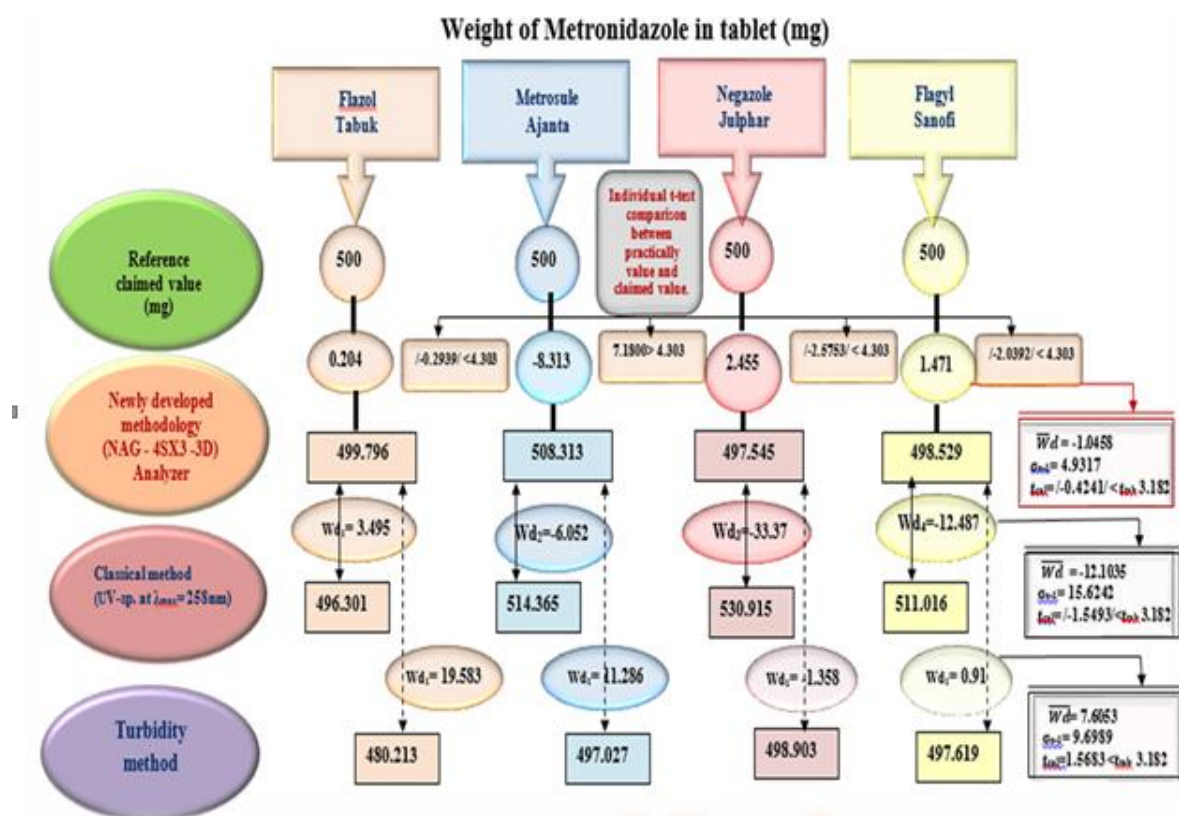 Weight of Metronidazole in tablet (mg)
Flazol
Tabuk
Metrosule
Ajanta
Negazole
Julphar
Flagyl
Sanofi
Individual t-test
comparison
between
practically
value and
claimed value.
Reference
claimed value
(mg)
500
500
500
500
0.204
/-0.2939/ <4.303
-8.313
7.1800> 4.303
2.455
/-2.5753/ < 4.303
1.471
/-2.0392/ < 4.303
Newly developed
methodology
(NAG - 4SX3 -3D)
Analyzer
499.796
508.313
497.545
498.529
Wd = -1.0458
σn-1= 4.9317
/-0.4241/< 3.182
Wd₁= 3.495
Wd₂=-6.052
Wd₃=-33.37
Wd₄=-12.487
Classical method
(UV-sp. at λmax= 258nm)
496.301
514.365
530.915
511.016
Wd = -12.1035
σn-1= 15.6242
/-1.5493/< 3.182
Wd₁= 19.583
11.286
-1.358
0.91
Turbidity
method
480.213
497.027
498.903
497.619
Wd= 7.6053
σn-1= 9.6989
1.5683 < 3.182